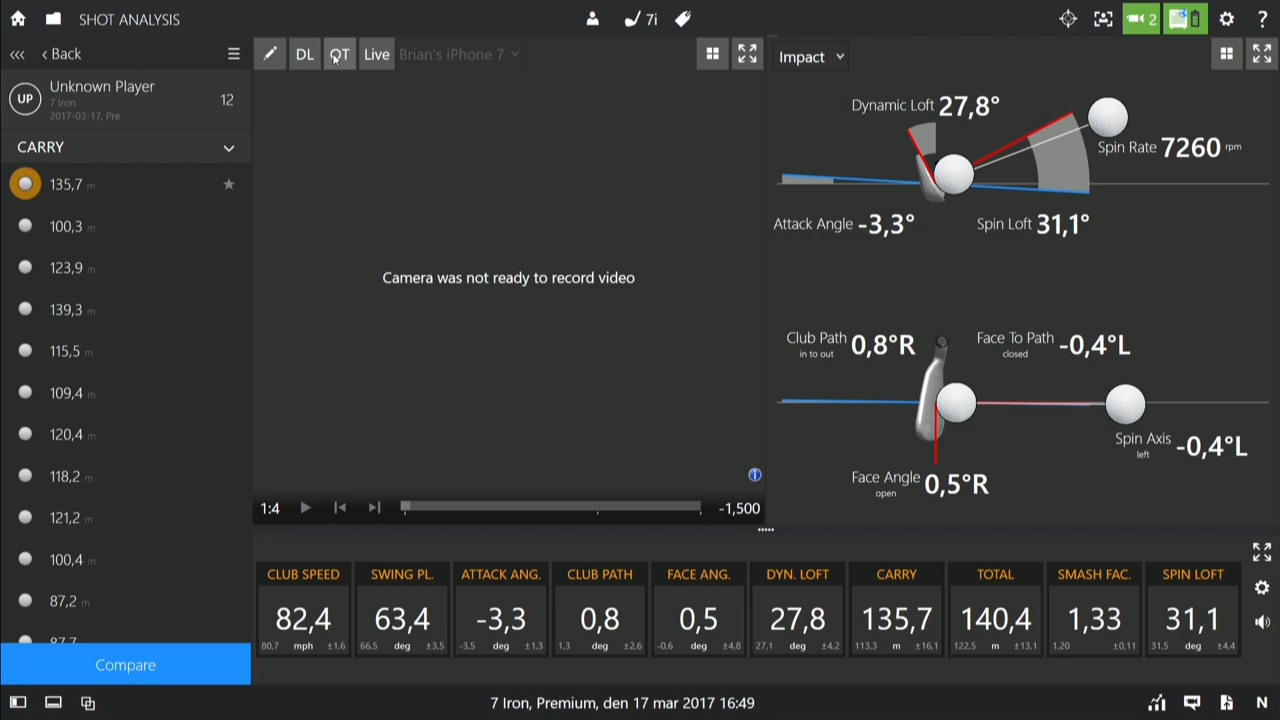 SHOT ANALYSIS
7i
2
?
Back
DL
OT
Live
Brian's iPhone 7
Impact
UP
Unknown Player
7 Iron
2017-03-17, Pre
12
CARRY
135,7 m
100,3 m
123,9 m
139,3 m
115,5 m
109,4 m
120,4 m
118,2 m
121,2 m
100,4 m
87,2 m
87,7
Compare
Camera was not ready to record video
1:4
-1,500
Dynamic Loft 27,8°
Spin Rate 7260 rpm
Attack Angle -3,3°
Spin Loft 31,1°
Club Path 0,8°R
in to out
Face To Path -0,4°L
closed
Spin Axis -0,4°L
left
Face Angle 0,5°R
open
CLUB SPEED
82,4
80,7 mph ±1,6
SWING PL.
63,4
66,5 deg ±3,5
ATTACK ANG.
-3,3
-3,5 deg ±1,3
CLUB PATH
0,8
1,3 deg ±2,6
FACE ANG.
0,5
-0,6 deg ±4,8
DYN. LOFT
27,8
27,1 deg ±4,2
CARRY
135,7
113,3 m ±16,1
TOTAL
140,4
122,5 m ±13,1
SMASH FAC.
1,33
1,20 ±0,11
SPIN LOFT
31,1
31,5 deg ±4,4
7 Iron, Premium, den 17 mar 2017 16:49
N